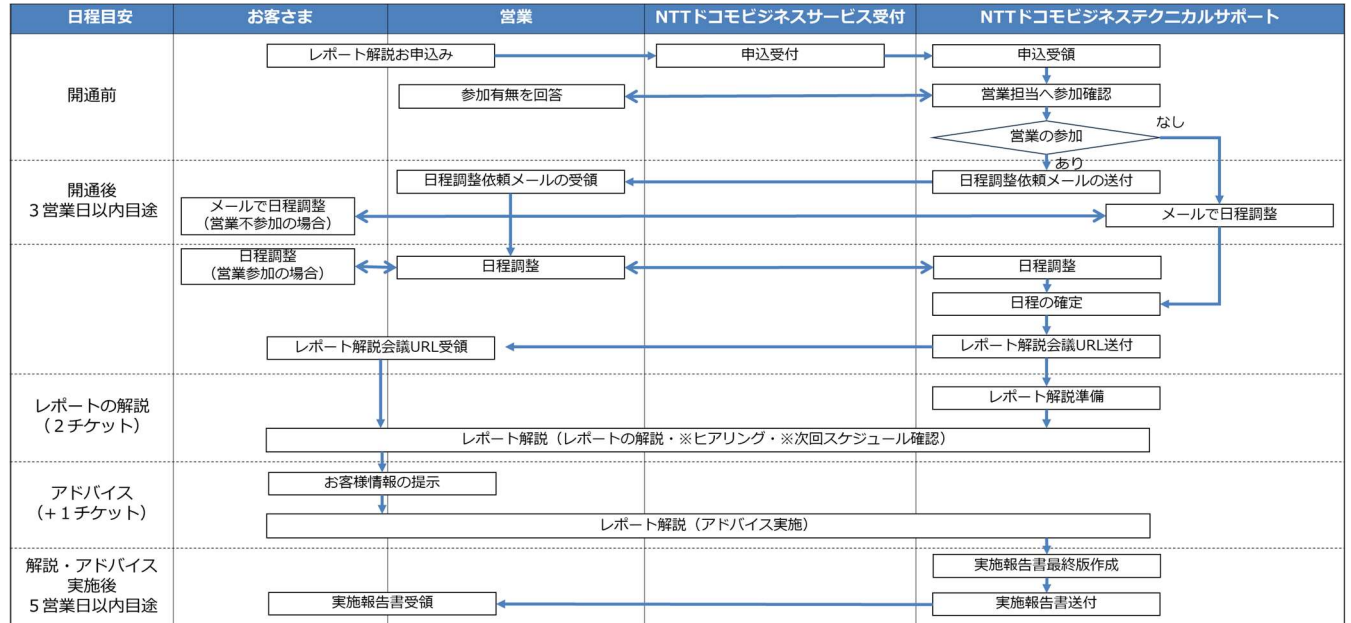 日程目安 お客さま 営業 NTTドコモビジネスサービス受付 NTTドコモビジネステクニカルサポート
レポート解説お申込み 申込受付 申込受領
開通前 参加有無を回答 営業担当へ参加確認
営業の参加 なし
あり
開通後
3営業日以内目途
日程調整依頼メールの受領 日程調整依頼メールの送付
メールで日程調整
(営業不参加の場合)
メールで日程調整
日程調整
(営業参加の場合)
日程調整 日程調整
日程の確定
レポート解説会議URL受領 レポート解説会議URL送付
レポートの解説
(2チケット)
レポート解説準備
レポート解説(レポートの解説・※ヒアリング・※次回スケジュール確認)
アドバイス
(+1チケット)
お客様情報の提示
レポート解説(アドバイス実施)
解説・アドバイス
実施後
5営業日以内目途
実施報告書最終版作成
実施報告書受領 実施報告書送付